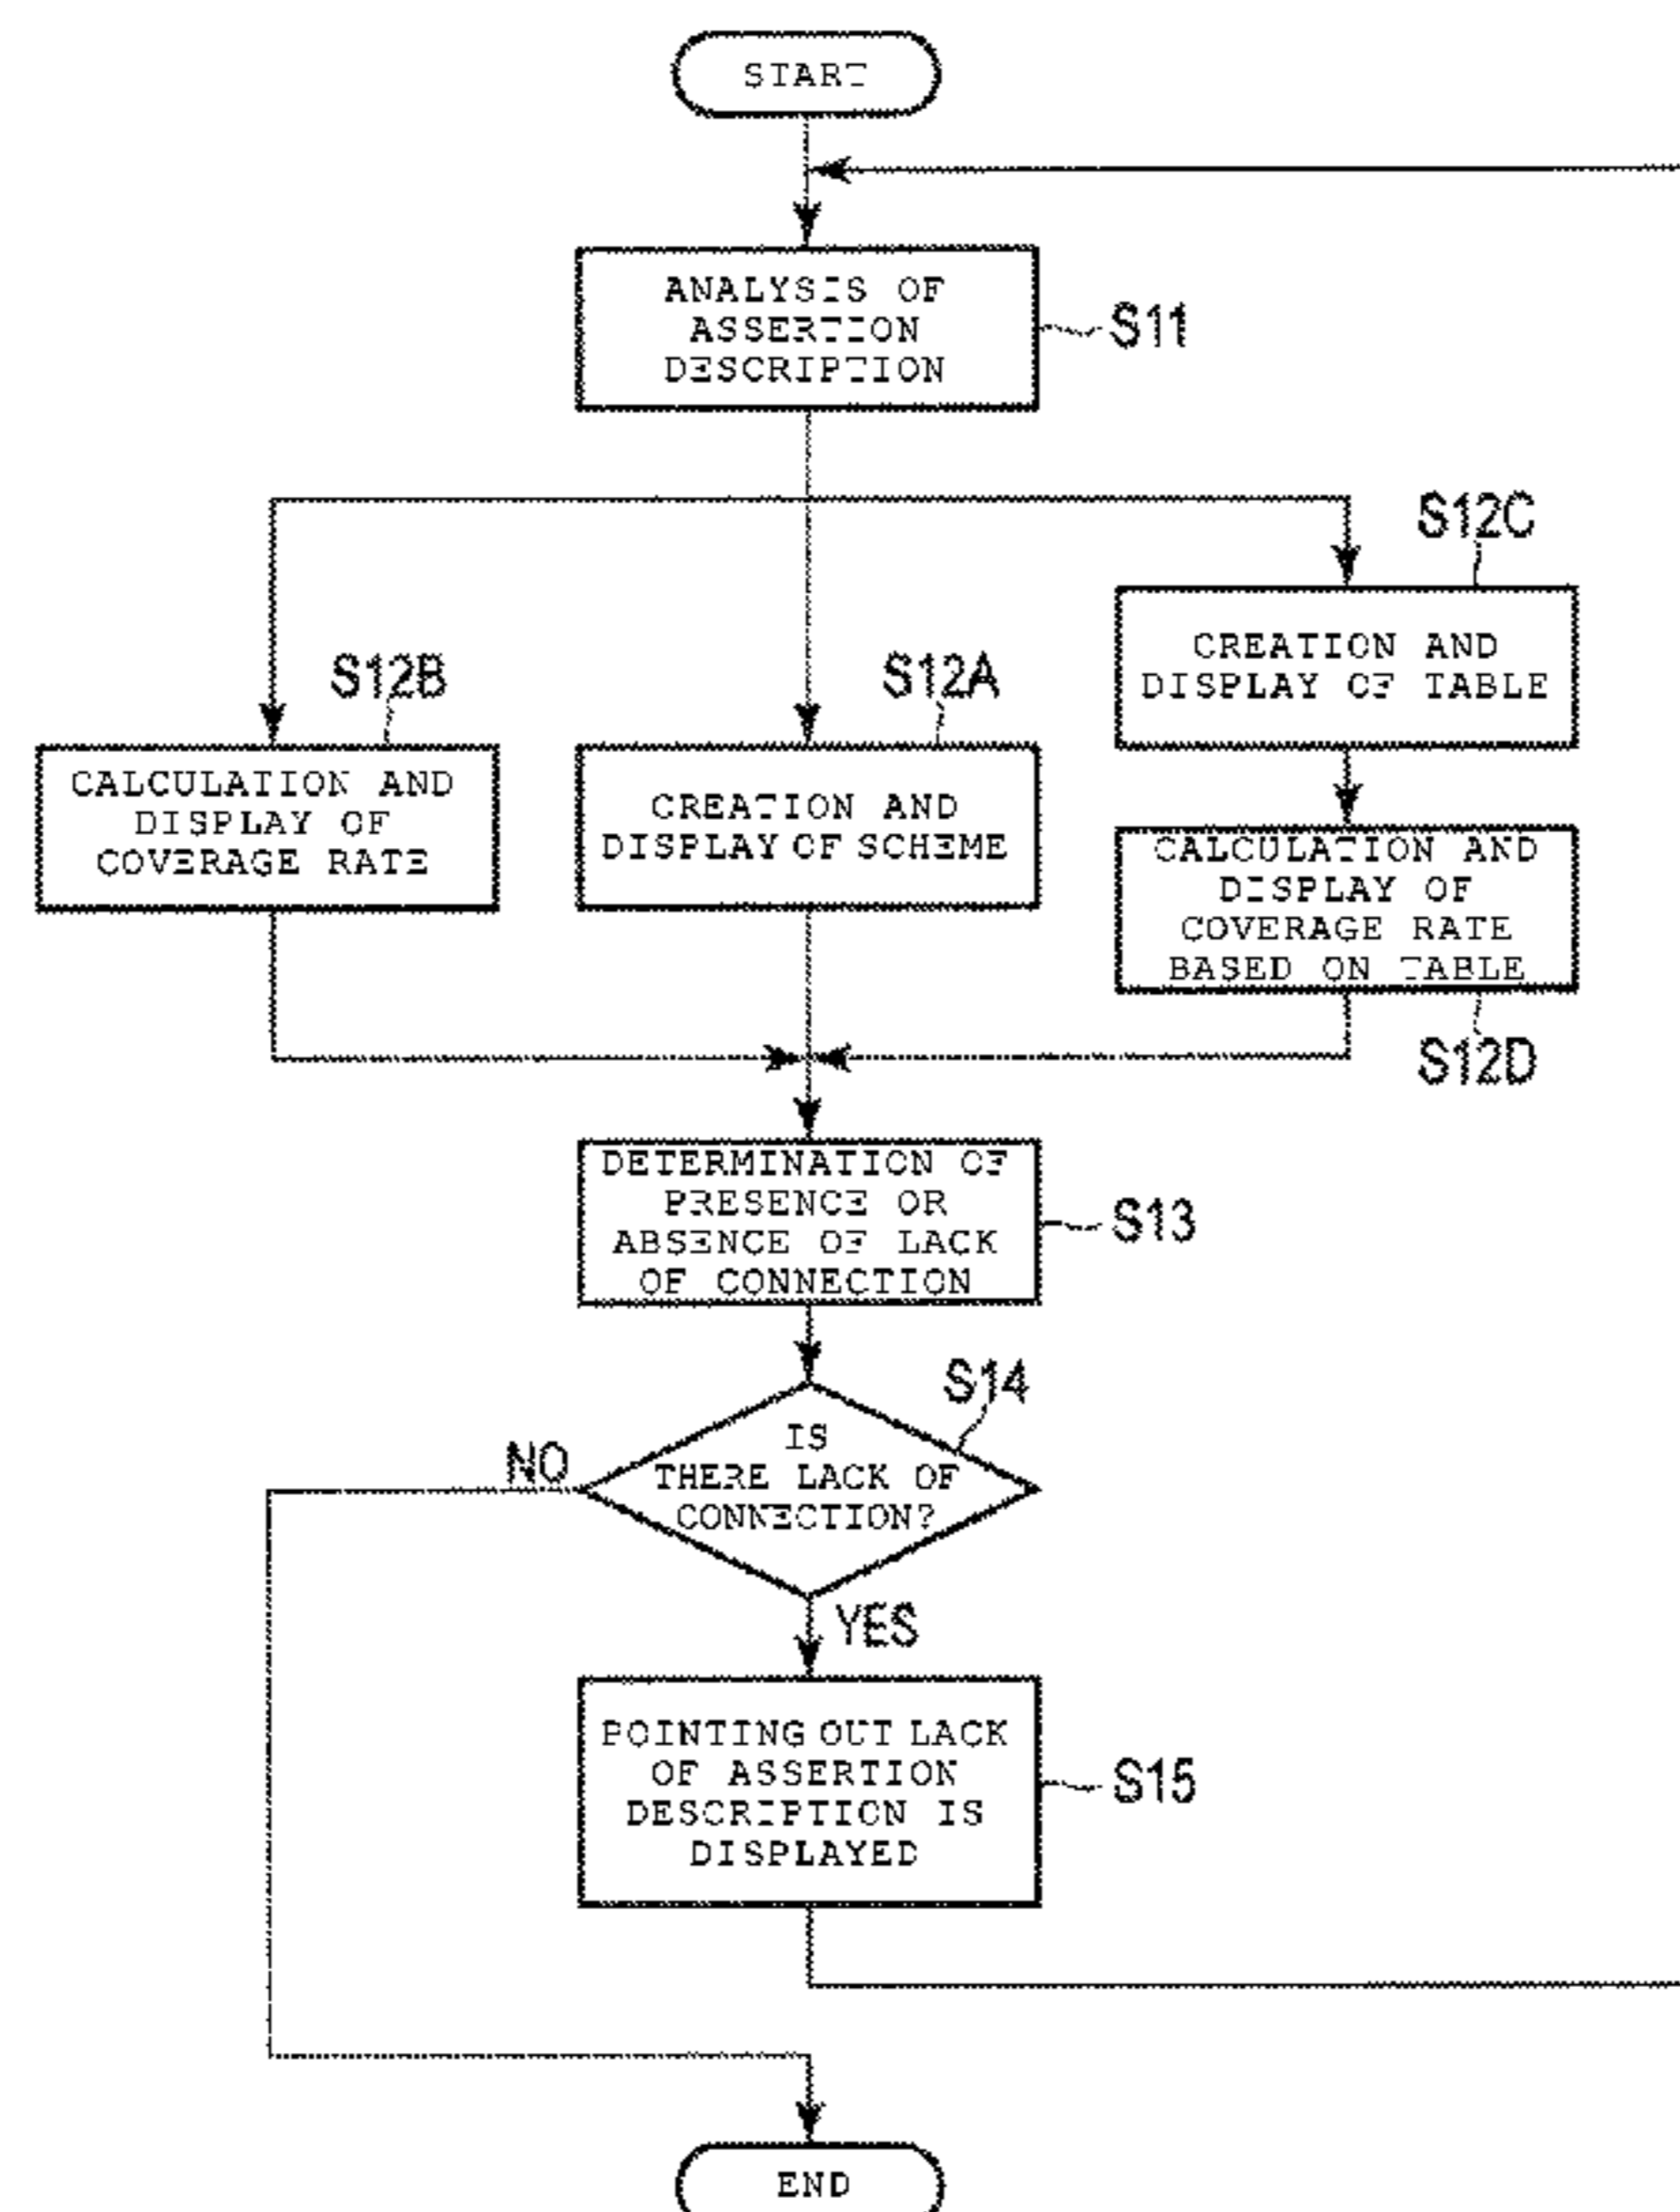 START
ANALYSIS OF
ASSERTION
DESCRIPTION
S11
S12C
CREATION AND
DISPLAY OF TABLE
S12B
CALCULATION AND
DISPLAY OF
COVERAGE RATE
S12A
CREATION AND
DISPLAY OF SCHEME
CALCULATION AND
DISPLAY OF
COVERAGE RATE
BASED ON TABLE
S12D
DETERMINATION OF
PRESENCE OR
ABSENCE OF LACK
OF CONNECTION
S13
S14
IS
THERE LACK OF
CONNECTION?
NO
YES
POINTING OUT LACK
OF ASSERTION
DESCRIPTION IS
DISPLAYED
S15
END